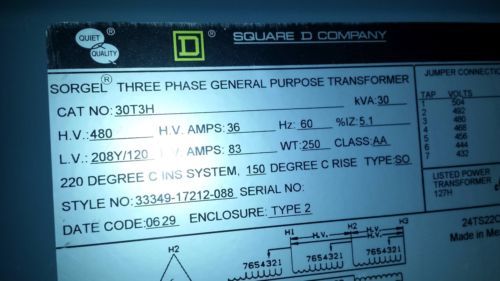 QUIET
QUALITY
D
SQUARE D COMPANY
SORGEL® THREE PHASE GENERAL PURPOSE TRANSFORMER
CAT NO: 30T3H kVA: 30
H.V.: 480 H.V. AMPS: 36 Hz: 60 %IZ: 5.1
L.V.: 208Y/120 L.V. AMPS: 83 WT: 250 CLASS: AA
220 DEGREE C INS SYSTEM, 150 DEGREE C RISE TYPE: SO
STYLE NO: 33349-17212-088 SERIAL NO:
DATE CODE: 0629 ENCLOSURE: TYPE 2
JUMPER CONNECTIO
TAP VOLTS
1 504
2 492
3 480
4 468
5 456
6 444
7 432
LISTED POWER
TRANSFORMER
127H
24TS22C
Made in Me
H2
H1 H.V. H2 H.V. H3
7654321 7654321 7654321